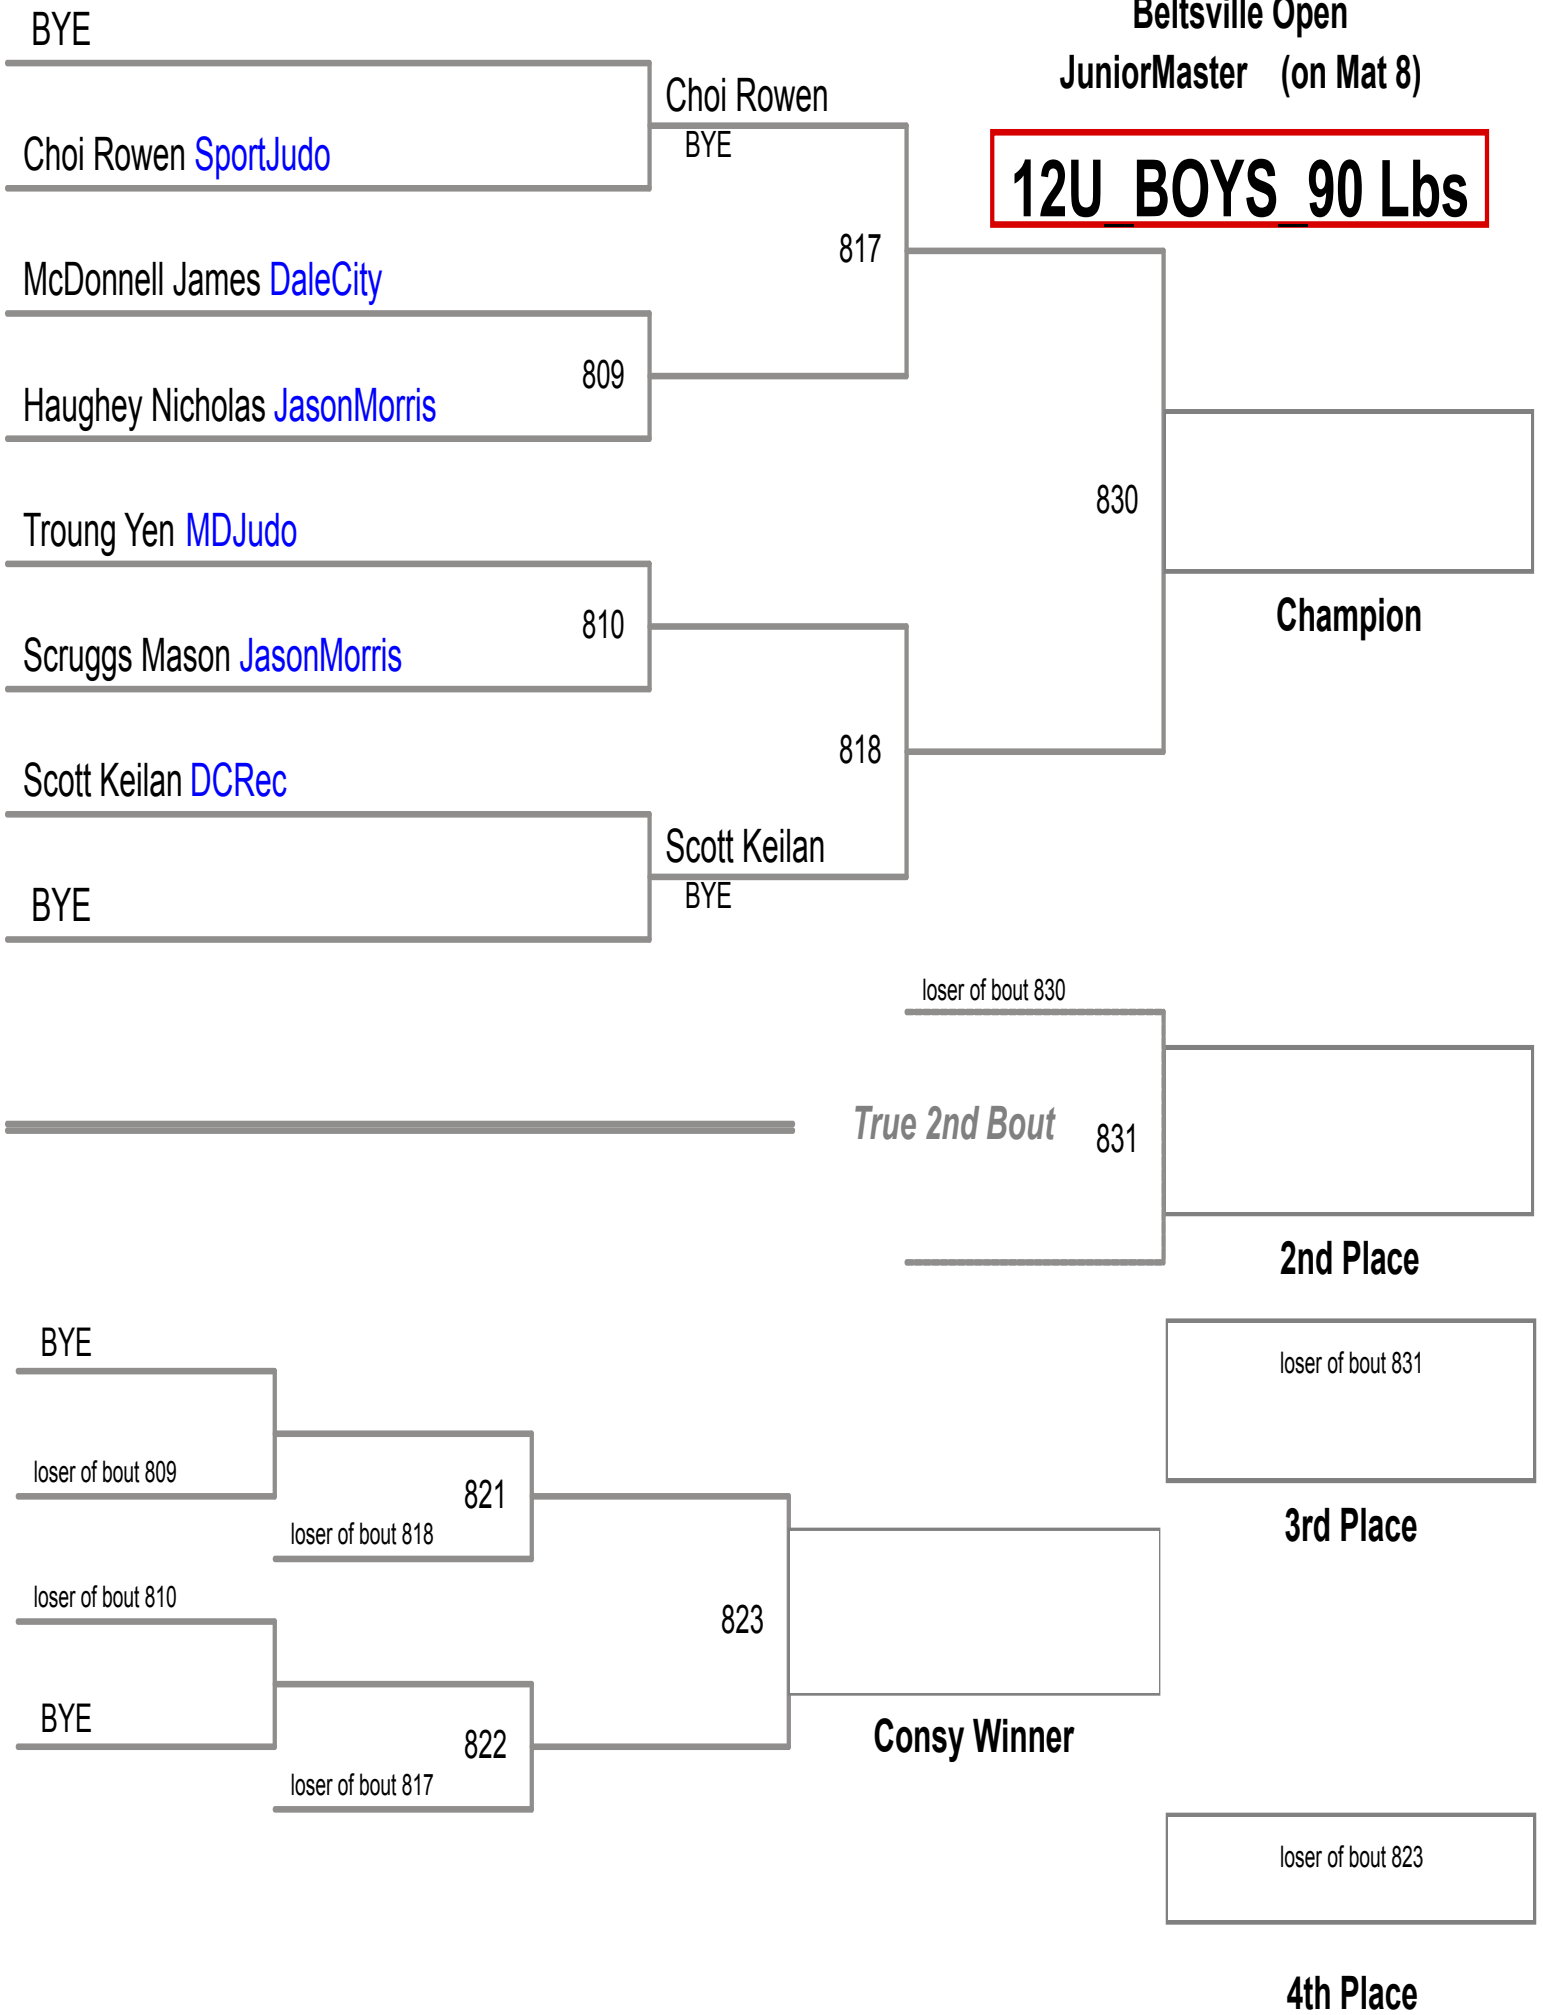 Beltsville Open
JuniorMaster (on Mat 8)
12U_BOYS_90 Lbs
BYE
Choi Rowen SportJudo
Choi Rowen
BYE
McDonnell James DaleCity
817
Haughey Nicholas JasonMorris
809
Troung Yen MDJudo
830
Scruggs Mason JasonMorris
810
Champion
Scott Keilan DCRec
818
Scott Keilan
BYE
BYE
loser of bout 830
True 2nd Bout
831
2nd Place
BYE
loser of bout 809
821
loser of bout 818
loser of bout 810
823
BYE
822
loser of bout 817
Consy Winner
loser of bout 831
3rd Place
loser of bout 823
4th Place